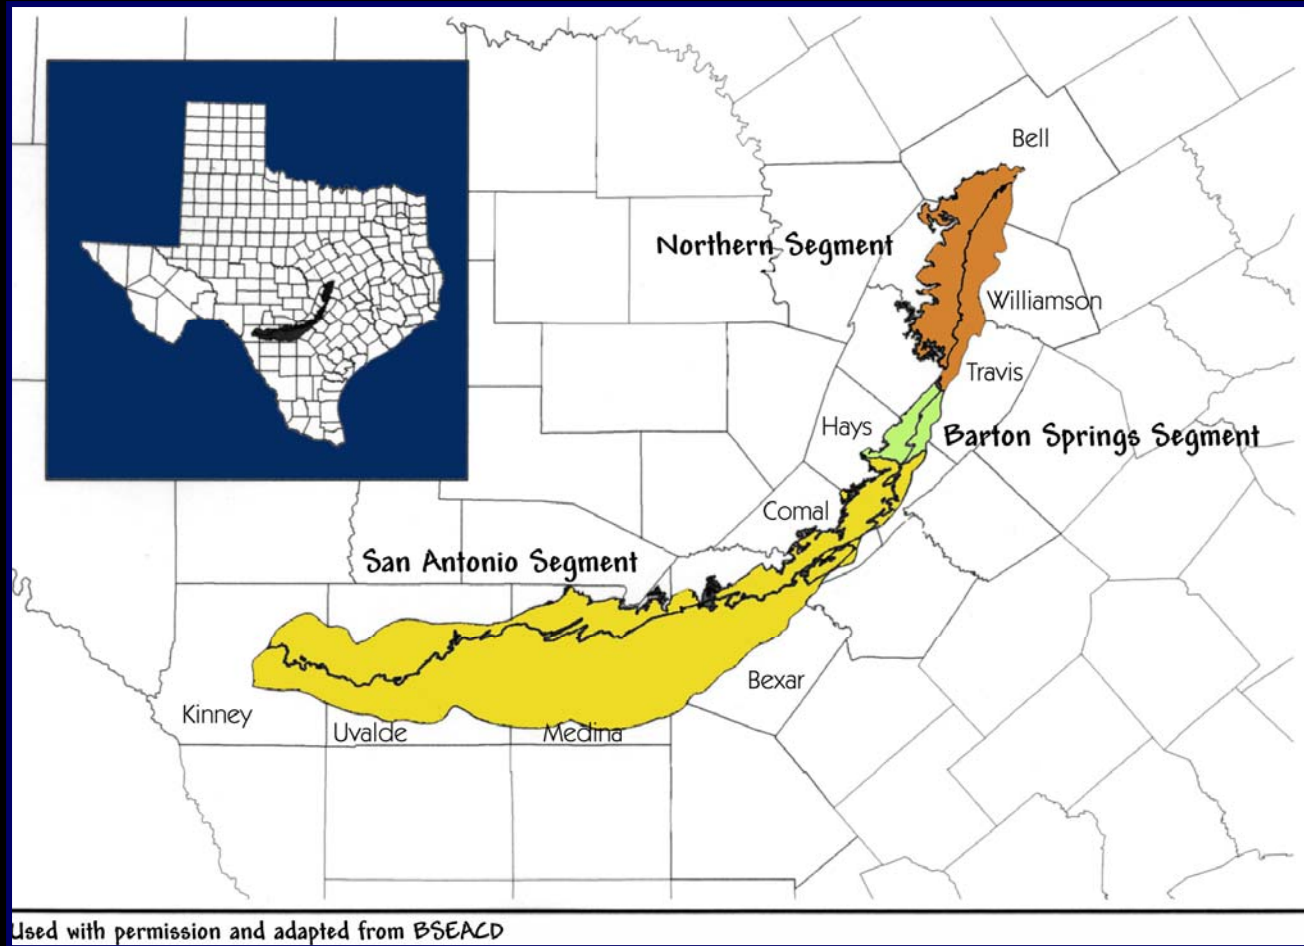 Bell
Northern Segment
Williamson
Travis
Hays
Barton Springs Segment
Comal
San Antonio Segment
Bexar
Kinney
Uvalde
Medina
Used with permission and adapted from BSEACD